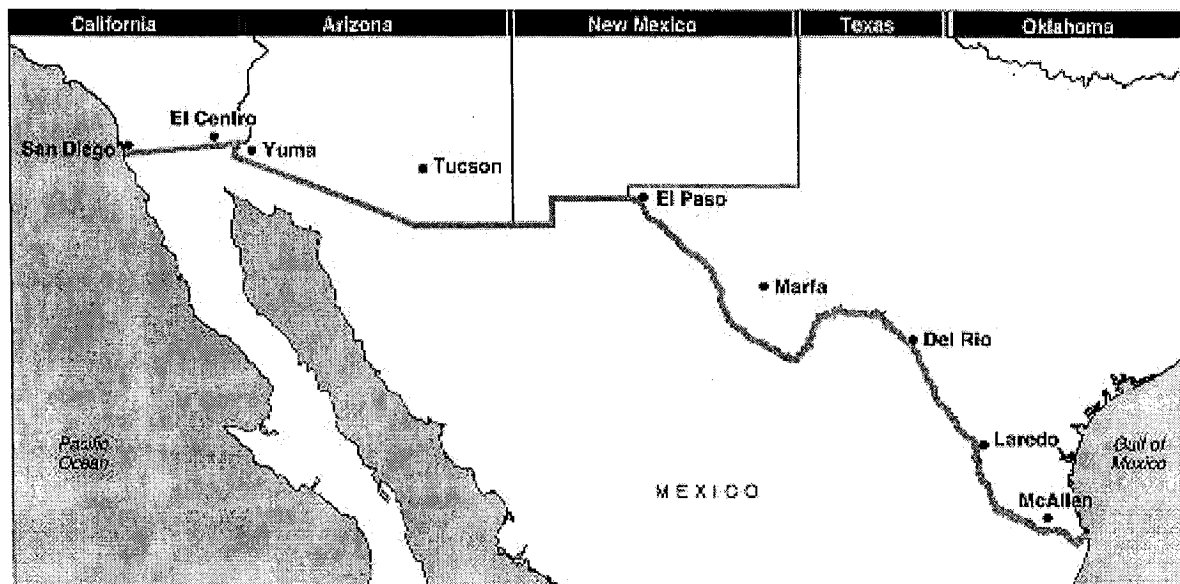 California
Arizona
New Mexico
Texas
Oklahoma
El Centro
San Diego
Yuma
Tucson
El Paso
Marfa
Del Rio
Laredo
Pacific
Ocean
Gulf of
Mexico
MEXICO
McAllen